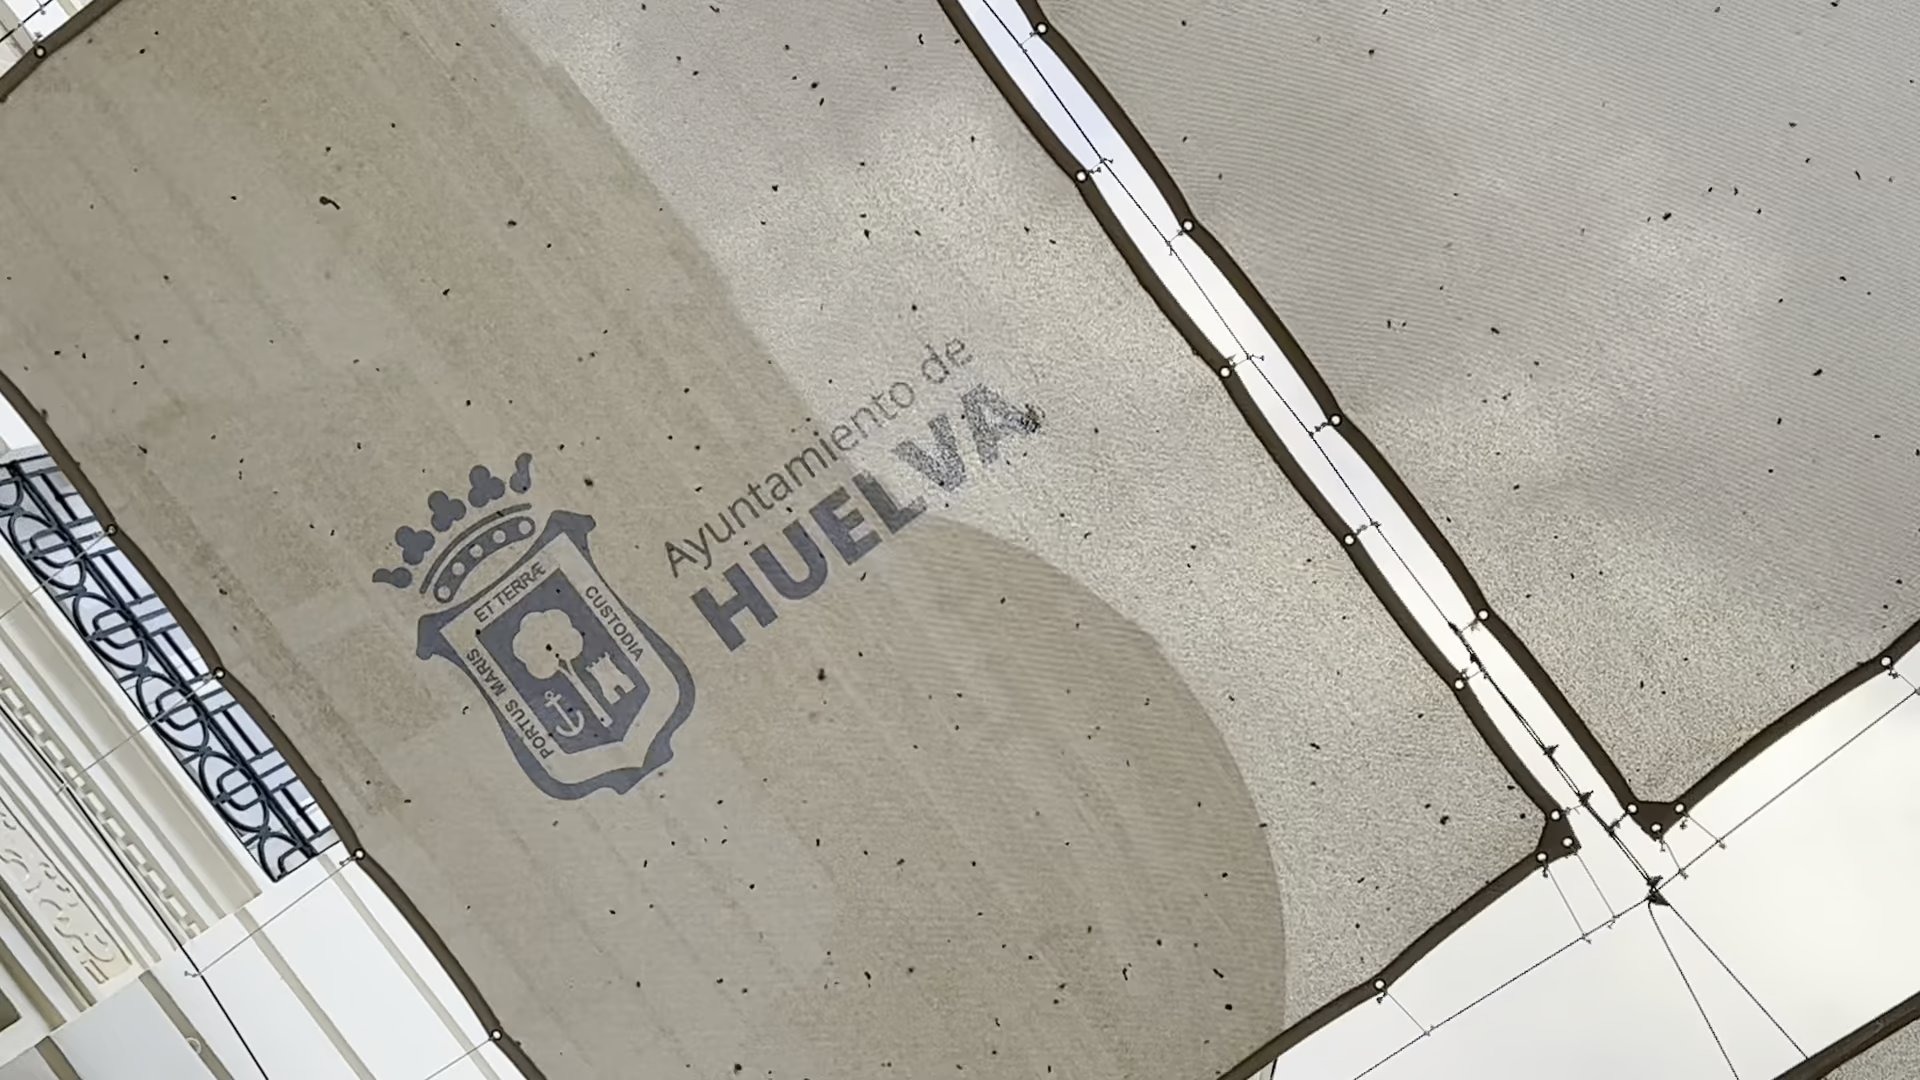 Ayuntamiento de
HUELVA
PORTUS MARIS
ET TERRÆ
CUSTODIA